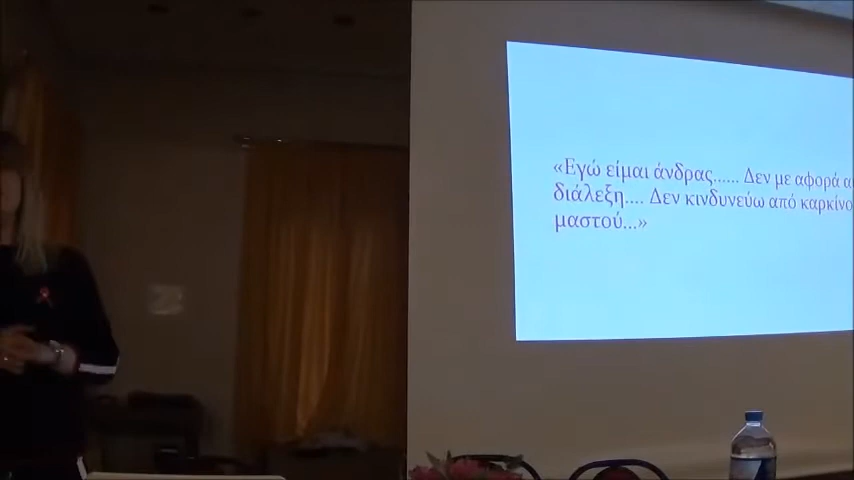 «Εγώ είμαι άνδρας...... Δεν με αφορά
διάλεξη.... Δεν κινδυνεύω από καρκίνο
μαστού...»